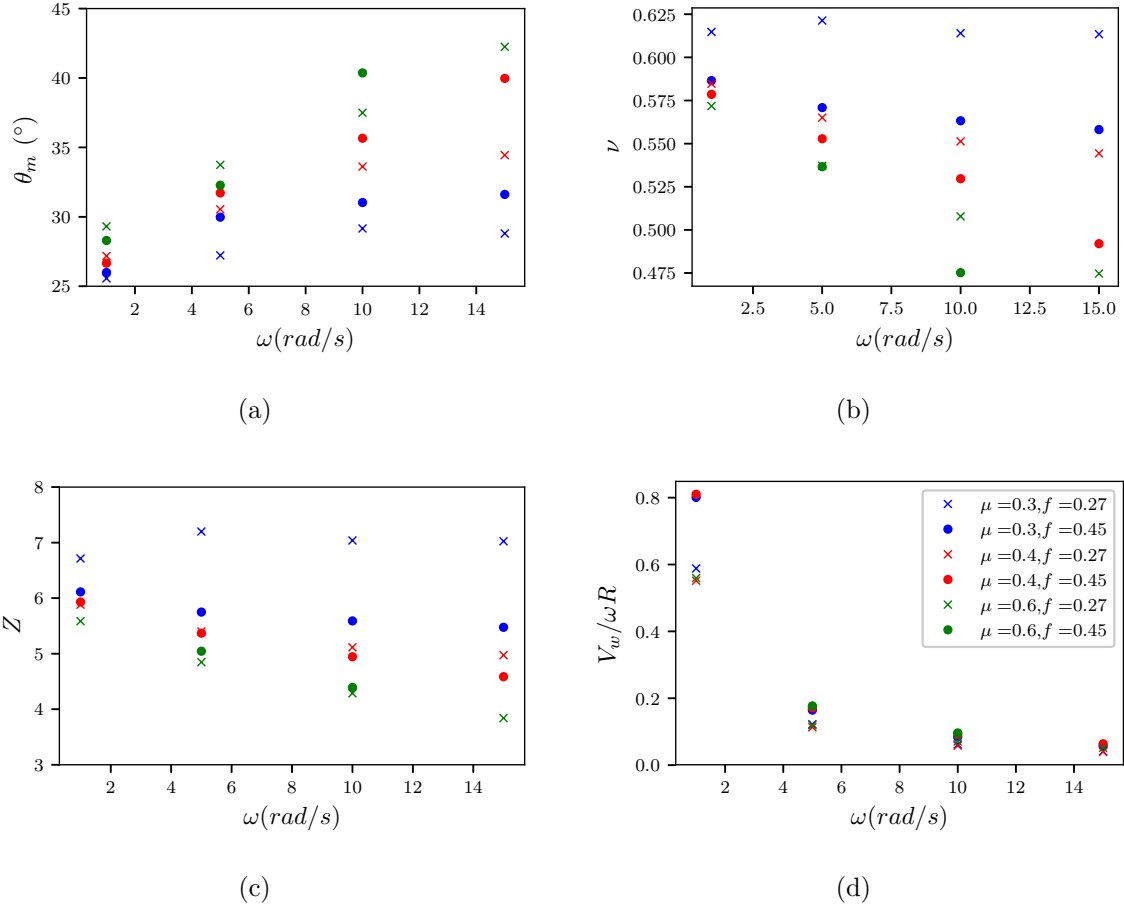 45
40
35
30
25
θ_m (°)
2 4 6 8 10 12 14
ω(rad/s)
(a)
0.625
0.600
0.575
0.550
0.525
0.500
0.475
ν
2.5 5.0 7.5 10.0 12.5 15.0
ω(rad/s)
(b)
8
7
6
5
4
3
Z
2 4 6 8 10 12 14
ω(rad/s)
(c)
0.8
0.6
0.4
0.2
0.0
V_w/ωR
μ =0.3,f =0.27
μ =0.3,f =0.45
μ =0.4,f =0.27
μ =0.4,f =0.45
μ =0.6,f =0.27
μ =0.6,f =0.45
2 4 6 8 10 12 14
ω(rad/s)
(d)